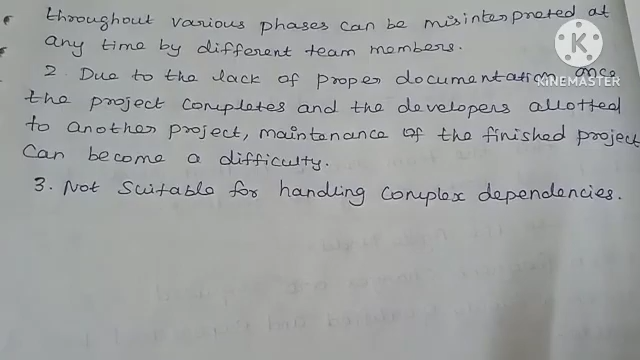 throughout various phases can be misinterpreted at
any time by different team members.
2. Due to the lack of proper documentation once
the project completes and the developers allotted
to another project, maintenance of the finished project
can become a difficulty.
3. Not suitable for handling complex dependencies.
KINEMASTER